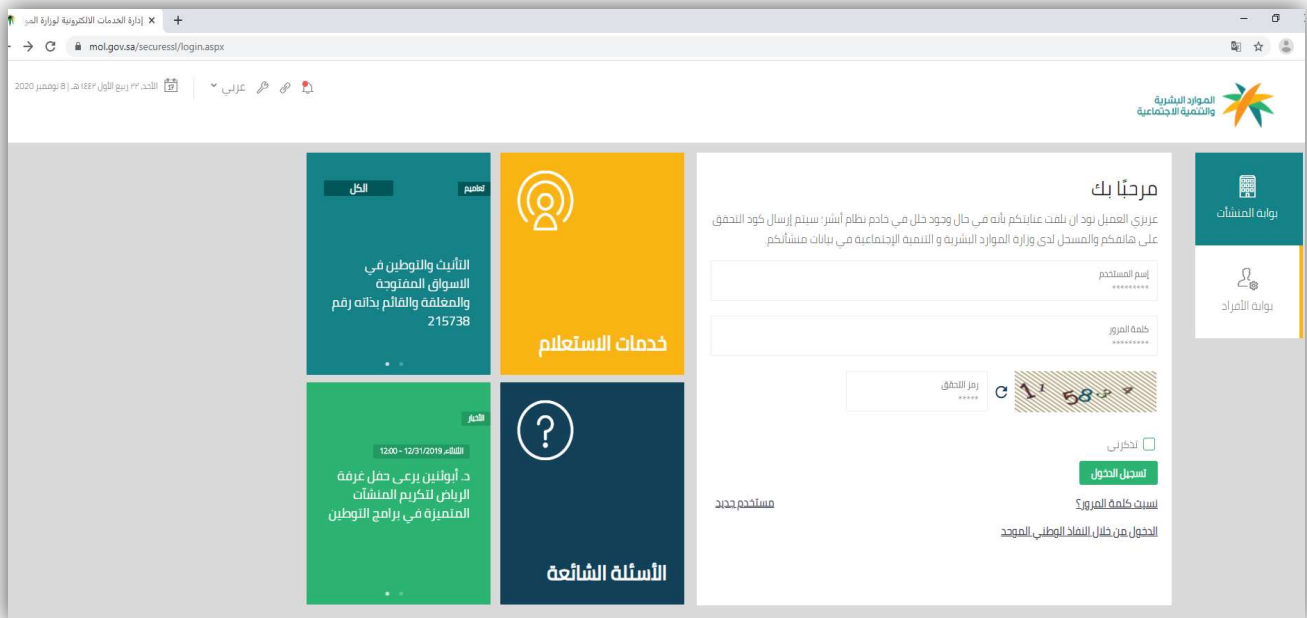 إدارة الخدمات الالكترونية لوزارة المو
mol.gov.sa/securessl/login.aspx
الموارد البشرية
والتنمية الاجتماعية
عربي
الأحد, ٢٢ ربيع الأول ١٤٤٢ هـ | 8 نوفمبر 2020
بوابة المنشآت
بوابة الأفراد
مرحبًا بك
عزيزي العميل نود ان نلفت عنايتكم بأنه في حال وجود خلل في خادم نظام أبشر؛ سيتم إرسال كود التحقق
على هاتفكم والمسجل لدى وزارة الموارد البشرية و التنمية الإجتماعية في بيانات منشأتكم.
إسم المستخدم
*********
كلمة المرور
*********
رمز التحقق
*****
تذكرني
تسجيل الدخول
نسيت كلمة المرور؟
مستخدم جديد
الدخول من خلال النفاذ الوطني الموحد
خدمات الاستعلام
الأسئلة الشائعة
تعاميم
الكل
التأنيث والتوطين في
الاسواق المفتوحة
والمغلقة والقائم بذاته رقم
215738
الأخبار
الثلاثاء, 12/31/2019 - 12:00
د. أبوثنين يرعى حفل غرفة
الرياض لتكريم المنشآت
المتميزة في برامج التوطين